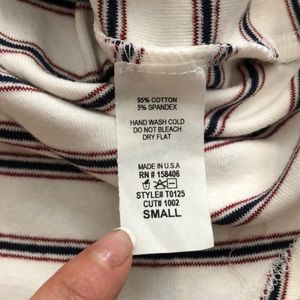 95% COTTON
5% SPANDEX
HAND WASH COLD
DO NOT BLEACH
DRY FLAT
MADE IN U.S.A
RN # 158406
STYLE# T0125
CUT# 1002
SMALL